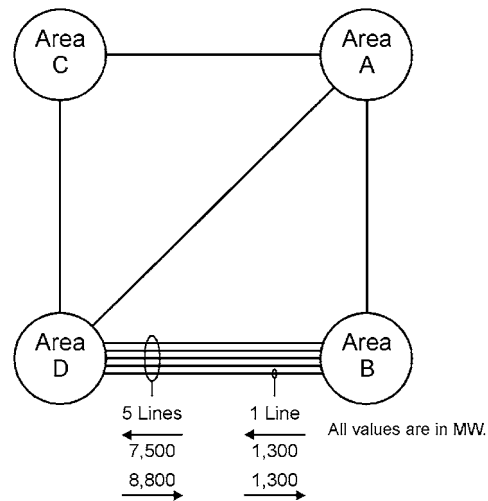 Area
C
Area
A
Area
D
Area
B
5 Lines
1 Line
All values are in MW.
7,500
1,300
8,800
1,300